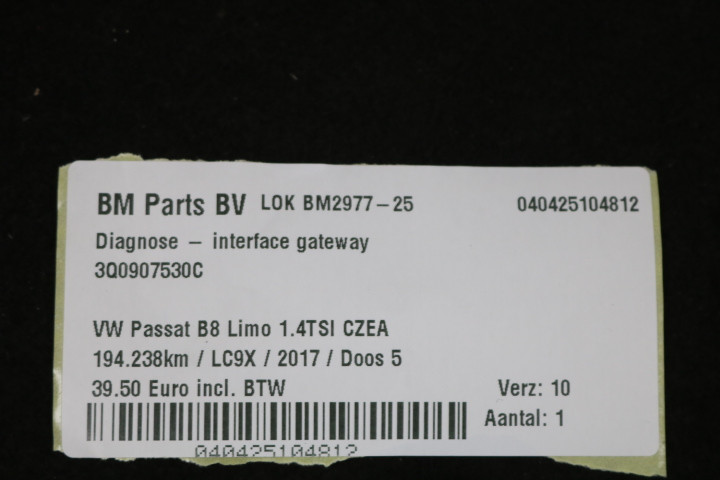 BM Parts BV LOK BM2977-25 040425104812
Diagnose - interface gateway
3Q0907530C
VW Passat B8 Limo 1.4TSI CZEA
194.238km / LC9X / 2017 / Doos 5
39.50 Euro incl. BTW Verz: 10
Aantal: 1
040425104812